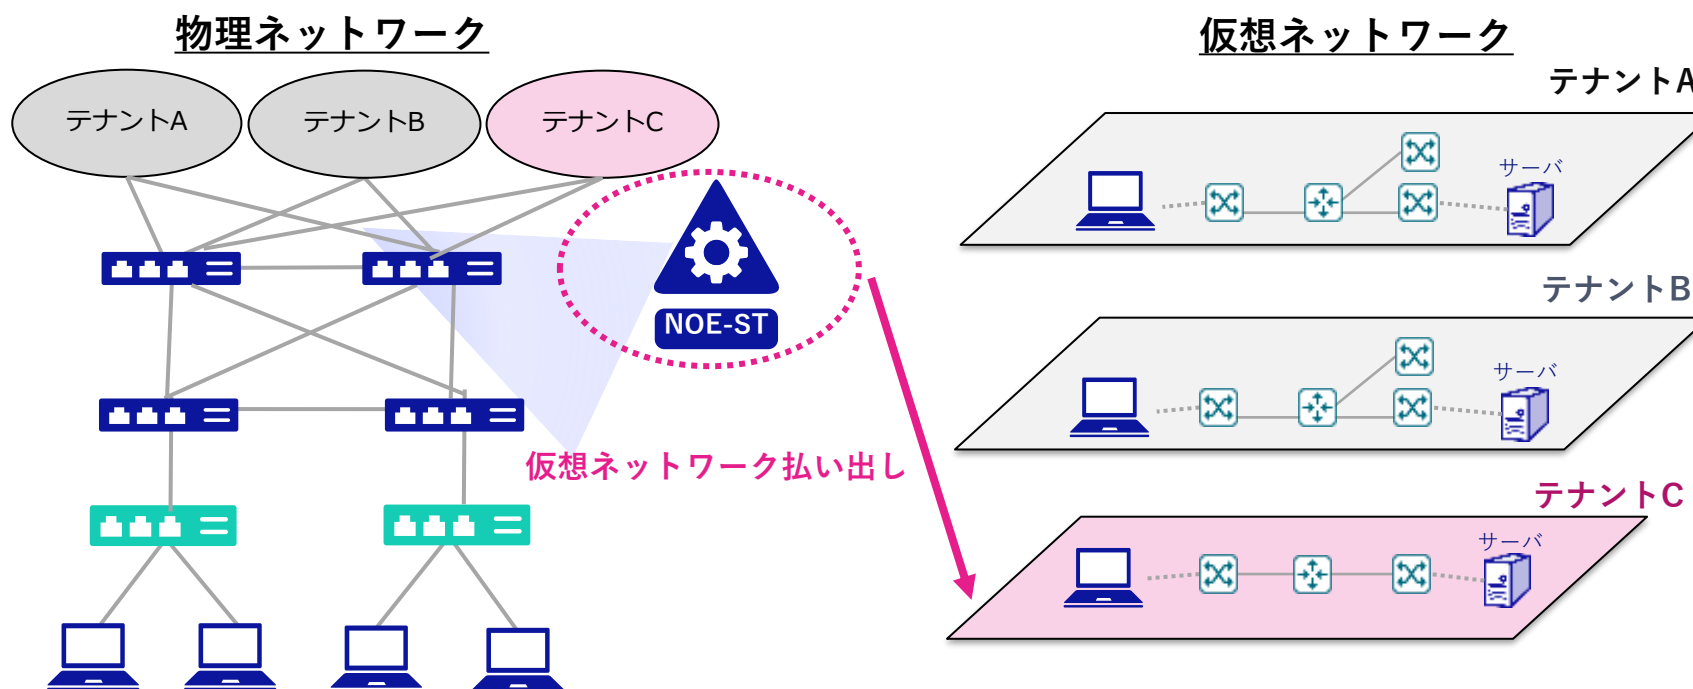 物理ネットワーク
テナントA
テナントB
テナントC
NOE-ST
仮想ネットワーク払い出し
仮想ネットワーク
テナントA
サーバ
テナントB
サーバ
テナントC
サーバ